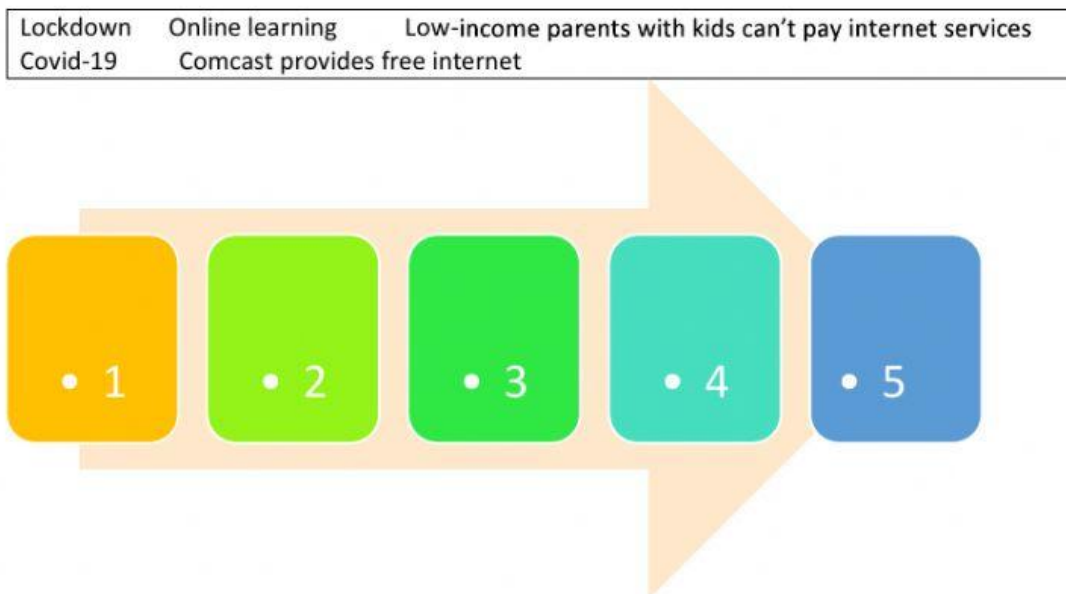 Lockdown Online learning Low-income parents with kids can't pay internet services
Covid-19 Comcast provides free internet
• 1 • 2 • 3 • 4 • 5